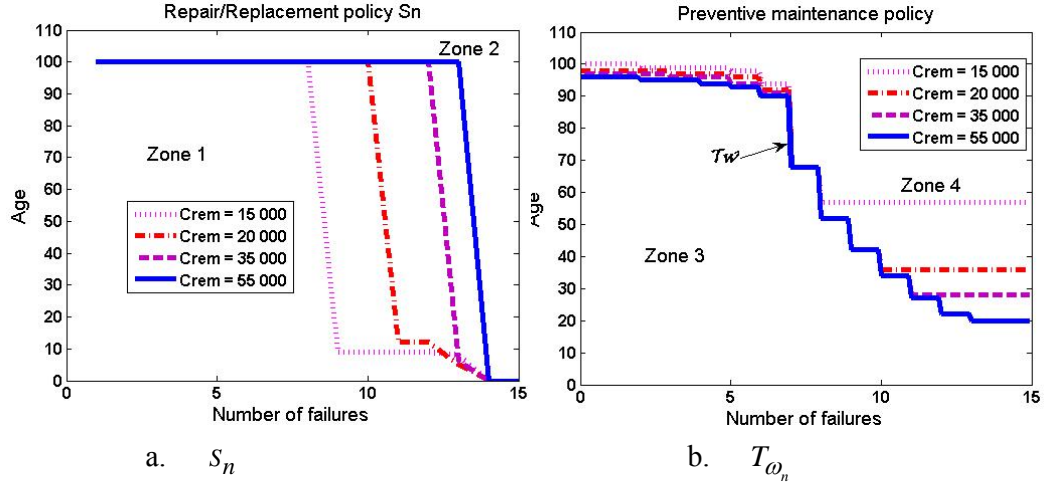 Repair/Replacement policy Sn
110
100
90
80
70
60
50
40
30
20
10
0
Age
Zone 1
Zone 2
Crem = 15 000
Crem = 20 000
Crem = 35 000
Crem = 55 000
0
5
10
15
Number of failures
a. Sn
Preventive maintenance policy
110
100
90
80
70
60
50
40
30
20
10
0
Age
Crem = 15 000
Crem = 20 000
Crem = 35 000
Crem = 55 000
Tw
Zone 4
Zone 3
0
5
10
15
Number of failures
b. Tωn